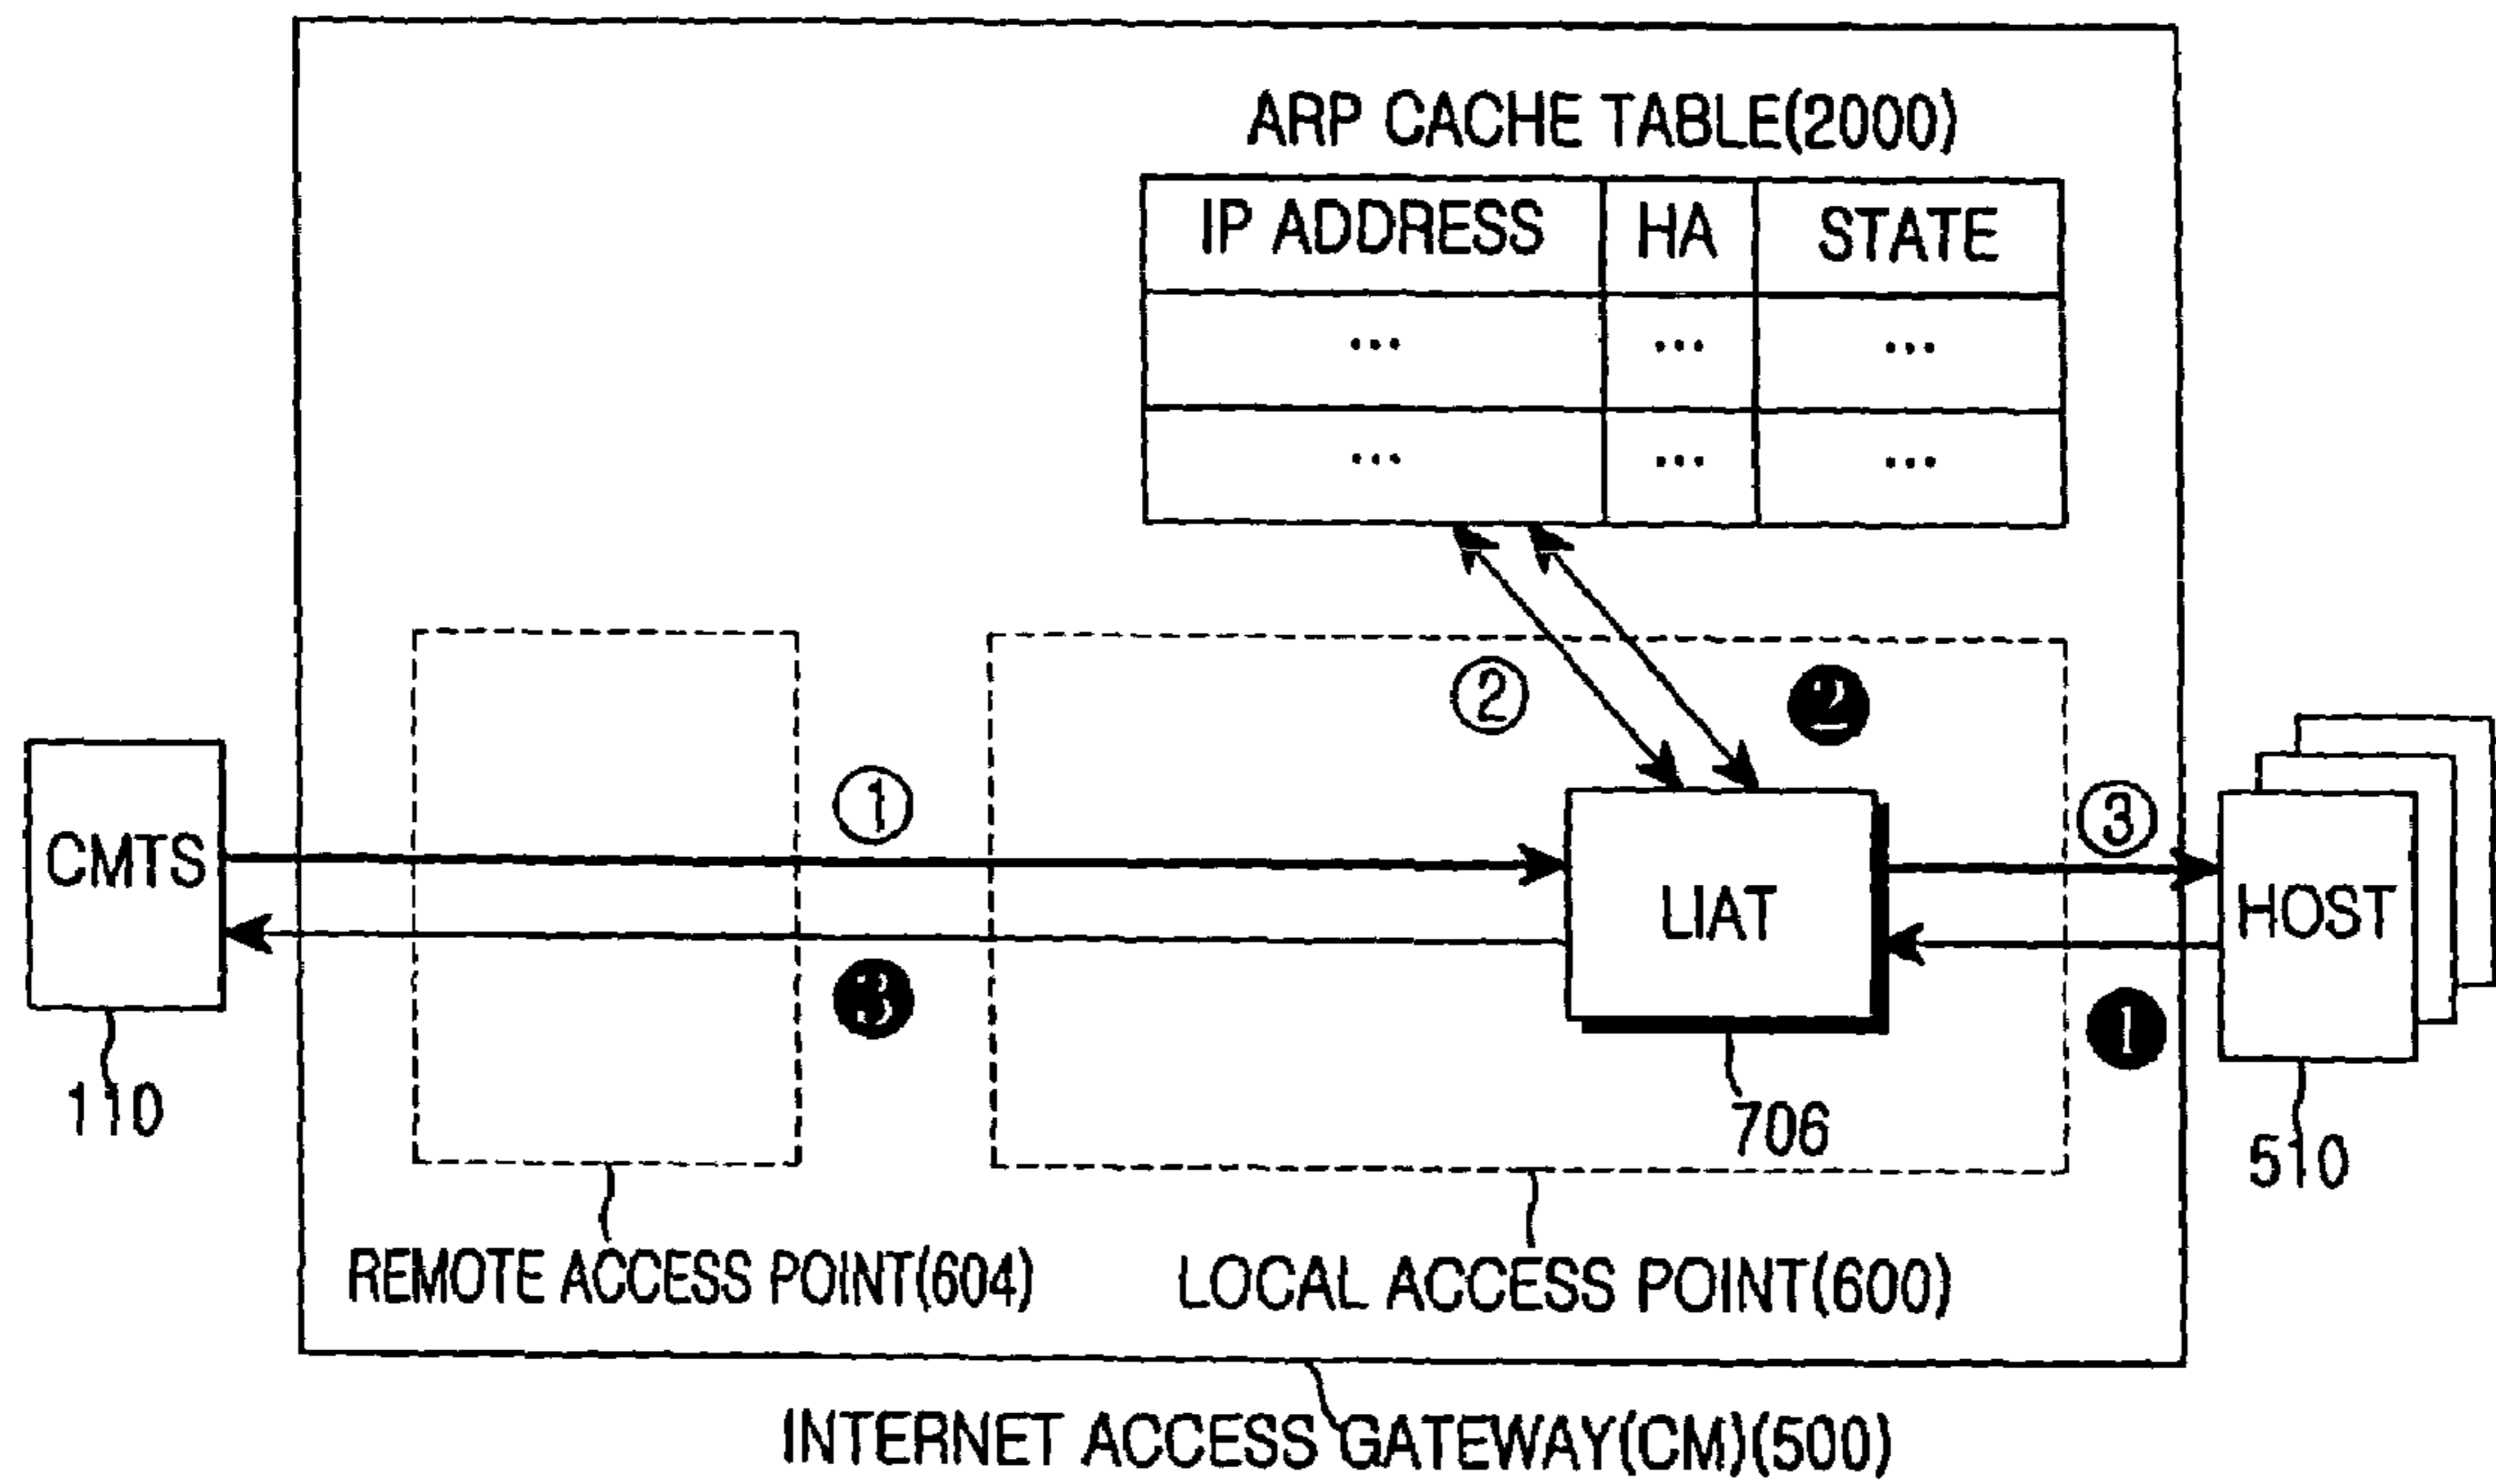 ARP CACHE TABLE(2000)
IP ADDRESS HA STATE
... ... ...
... ... ...
② ❷
① ③
CMTS LIAT HOST
❸ ❶
110 706 510
REMOTE ACCESS POINT(604) LOCAL ACCESS POINT(600)
INTERNET ACCESS GATEWAY(CM)(500)